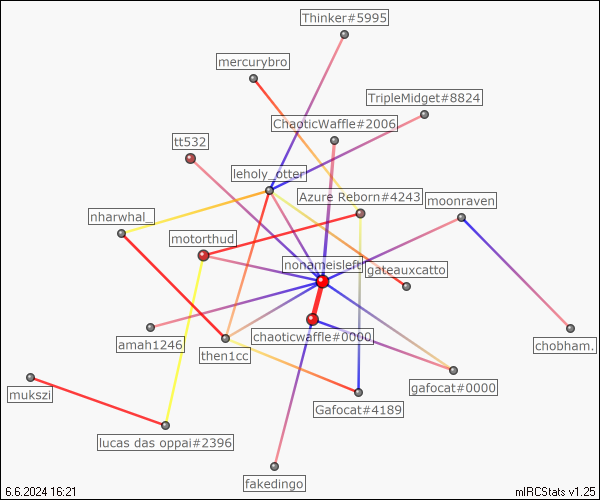 Thinker#5995
mercurybro
TripleMidget#8824
ChaoticWaffle#2006
tt532
leholy_otter
Azure Reborn#4243
moonraven
nharwhal_
motorthud
nonameisleft
gateauxcatto
chaoticwaffle#0000
amah1246
then1cc
chobham.
gafocat#0000
mukszi
Gafocat#4189
lucas das oppai#2396
fakedingo
6.6.2024 16:21
mIRCStats v1.25